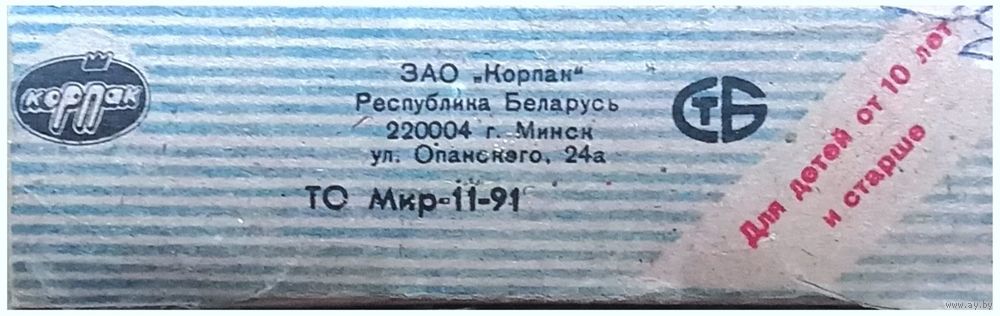 корпак
ЗАО „Корпак"
Республика Беларусь
220004 г. Минск
ул. Опанского, 24а
ТО Мкр-11-91
СТБ
Для детей от 10 лет
и старше
www.ay.by